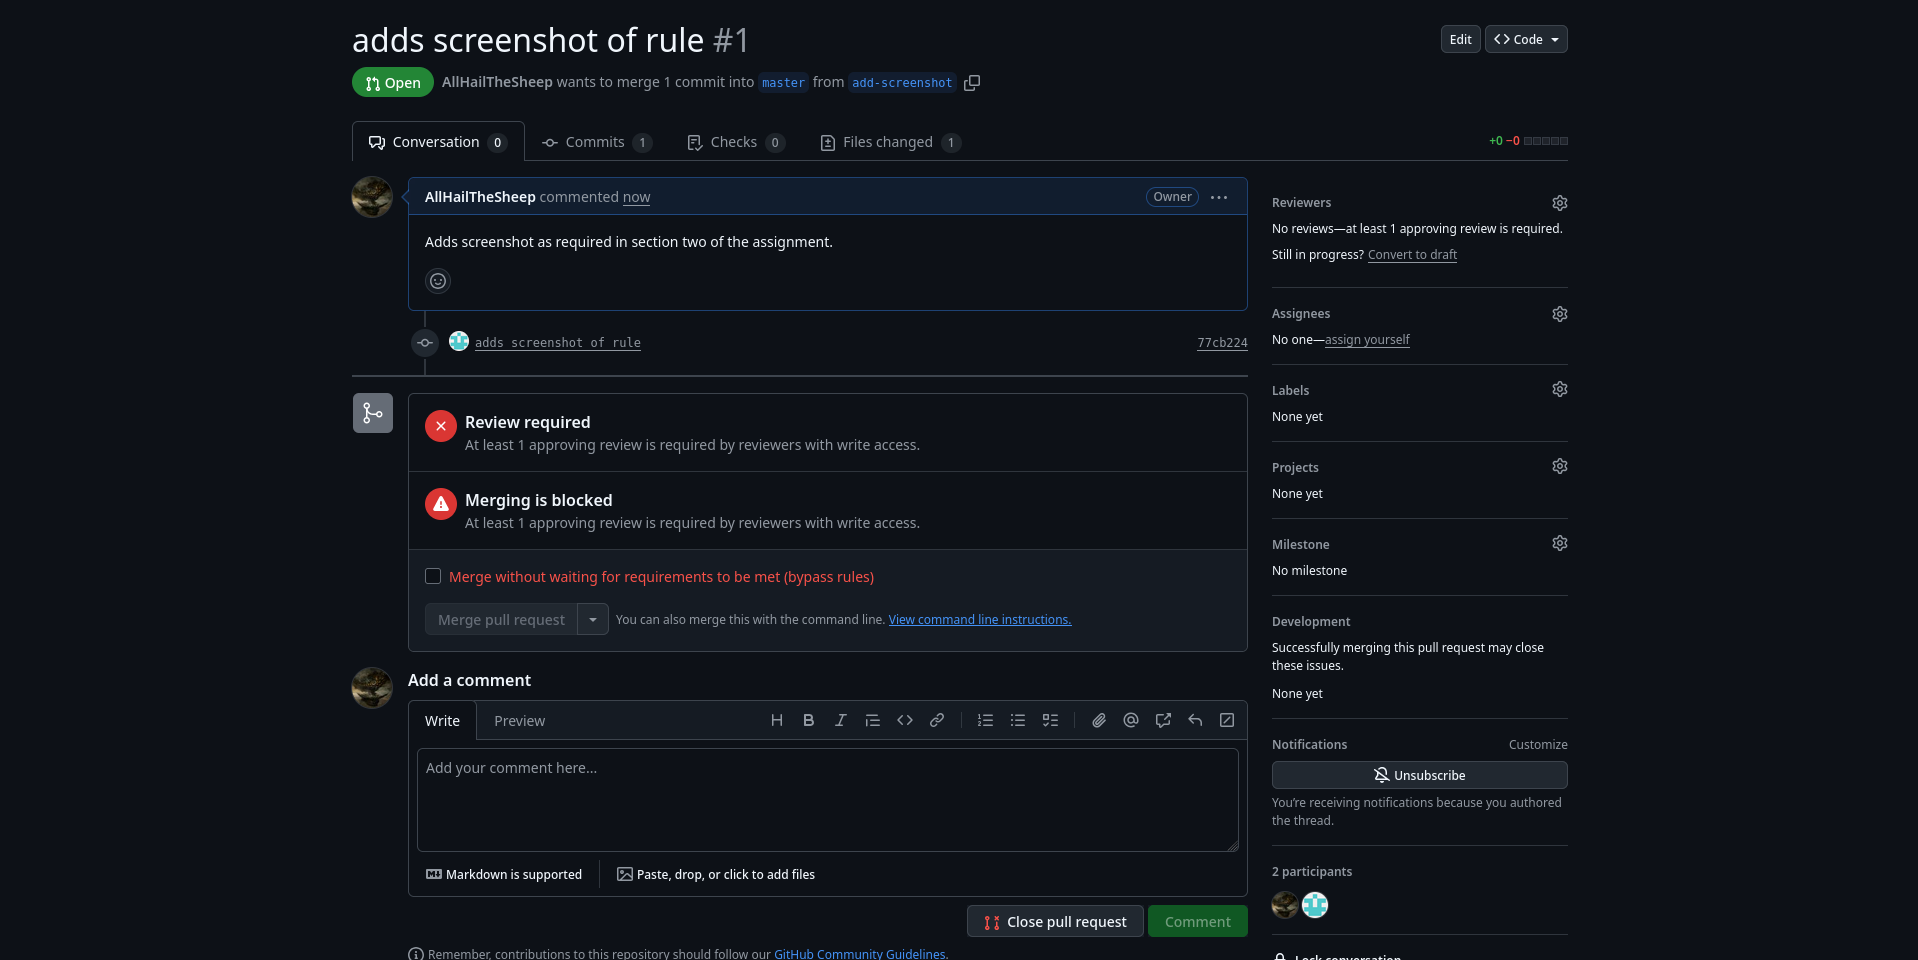 adds screenshot of rule #1
Edit
Code
Open
AllHailTheSheep wants to merge 1 commit into master from add-screenshot
Conversation 0
Commits 1
Checks 0
Files changed 1
+0 −0
AllHailTheSheep commented now
Owner
Adds screenshot as required in section two of the assignment.
adds screenshot of rule
77cb224
Review required
At least 1 approving review is required by reviewers with write access.
Merging is blocked
At least 1 approving review is required by reviewers with write access.
Merge without waiting for requirements to be met (bypass rules)
Merge pull request
You can also merge this with the command line. View command line instructions.
Add a comment
Write
Preview
Add your comment here...
Markdown is supported
Paste, drop, or click to add files
Close pull request
Comment
Remember, contributions to this repository should follow our GitHub Community Guidelines.
Reviewers
No reviews—at least 1 approving review is required.
Still in progress? Convert to draft
Assignees
No one—assign yourself
Labels
None yet
Projects
None yet
Milestone
No milestone
Development
Successfully merging this pull request may close
these issues.
None yet
Notifications
Customize
Unsubscribe
You're receiving notifications because you authored
the thread.
2 participants
Lock conversation